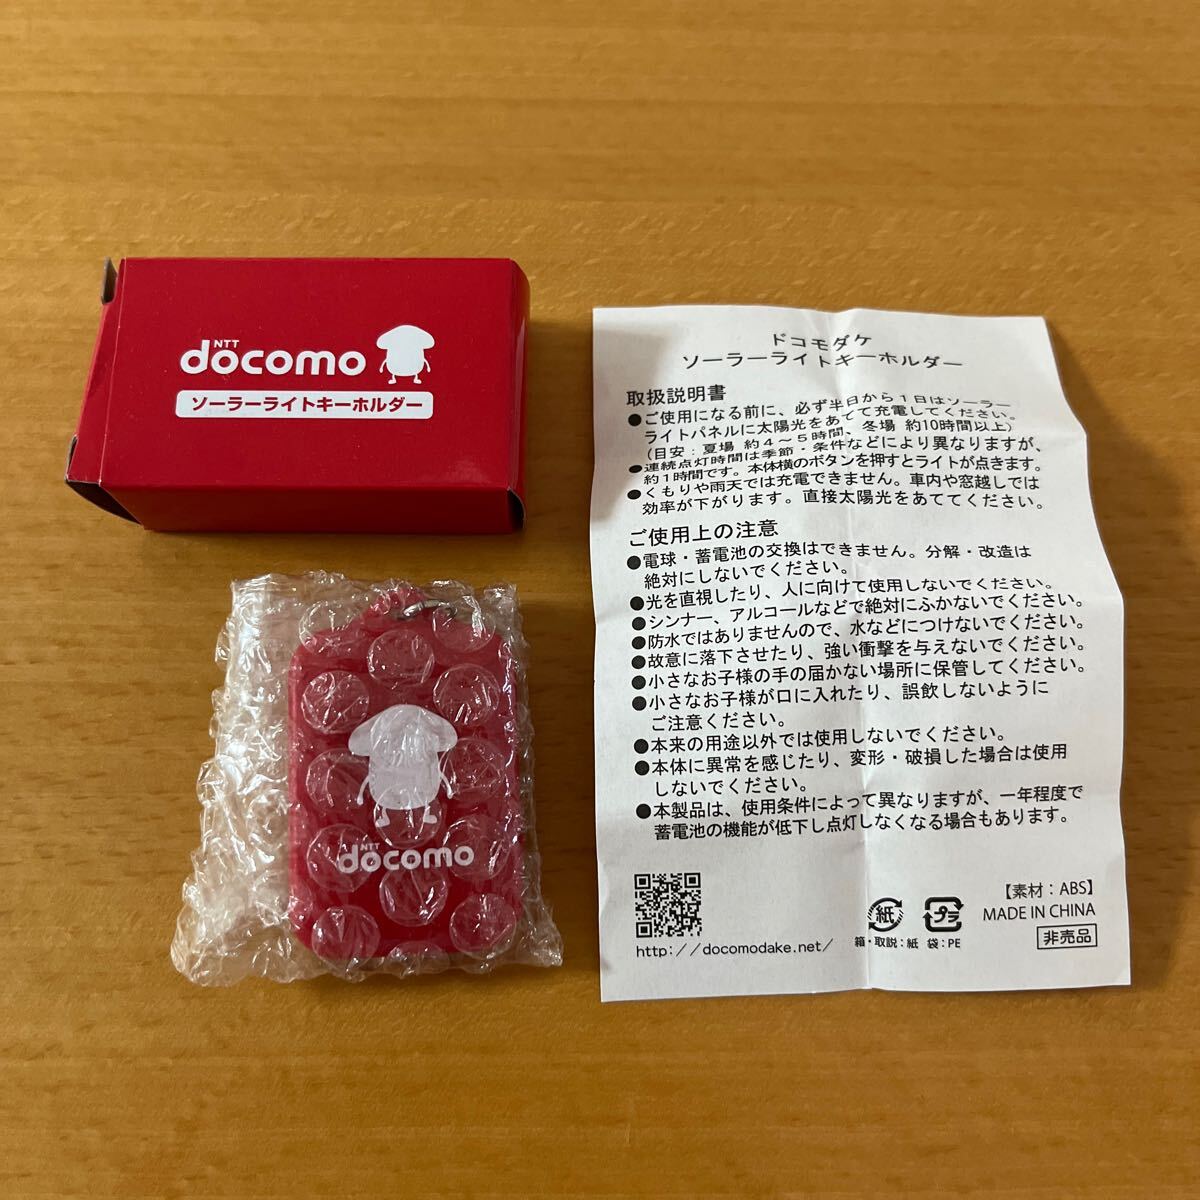 NTT
docomo
ソーラーライトキーホルダー
NTT
docomo
ドコモダケ
ソーラーライトキーホルダー
取扱説明書
●ご使用になる前に、必ず半日から1日はソーラー
ライトパネルに太陽光をあてて充電してください。
(目安:夏場 約4~5時間、冬場 約10時間以上)
●連続点灯時間は季節・条件などにより異なりますが、
約1時間です。本体横のボタンを押すとライトが点きます。
●くもりや雨天では充電できません。車内や窓越しでは
効率が下がります。直接太陽光をあててください。
ご使用上の注意
●電球・蓄電池の交換はできません。分解・改造は
絶対にしないでください。
●光を直視したり、人に向けて使用しないでください。
●シンナー、アルコールなどで絶対にふかないでください。
●防水ではありませんので、水などにつけないでください。
●故意に落下させたり、強い衝撃を与えないでください。
●小さなお子様の手の届かない場所に保管してください。
●小さなお子様が口に入れたり、誤飲しないように
ご注意ください。
●本来の用途以外では使用しないでください。
●本体に異常を感じたり、変形・破損した場合は使用
しないでください。
●本製品は、使用条件によって異なりますが、一年程度で
蓄電池の機能が低下し点灯しなくなる場合もあります。
http://docomodake.net/
紙
プラ
箱・取説:紙 袋:PE
【素材:ABS】
MADE IN CHINA
非売品